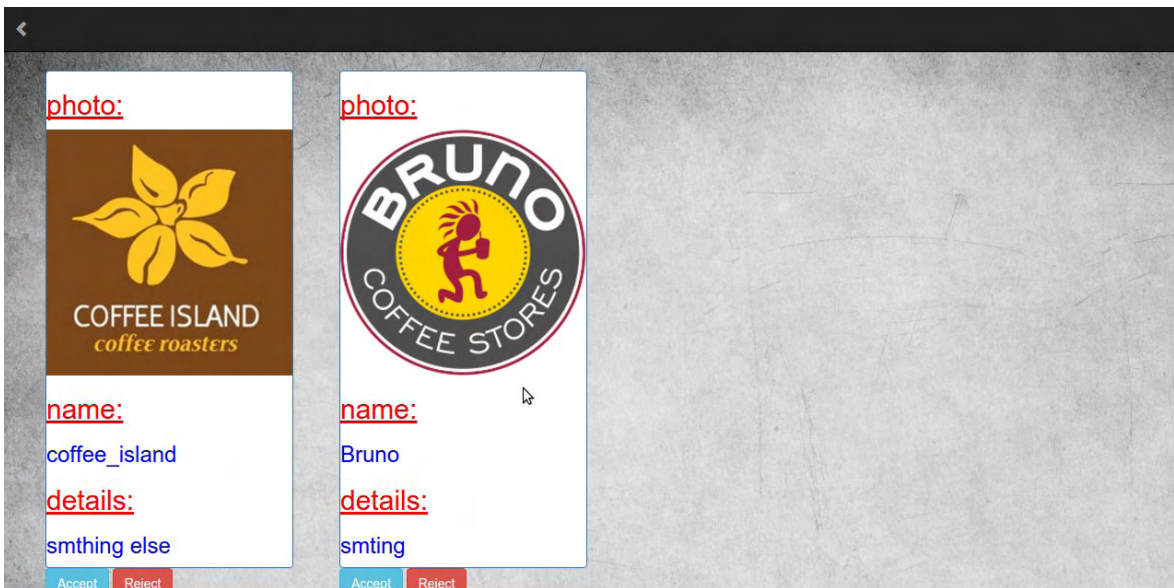 photo:
COFFEE ISLAND
coffee roasters
name:
coffee_island
details:
smthing else
Accept Reject
photo:
BRUNO
COFFEE STORES
name:
Bruno
details:
smting
Accept Reject